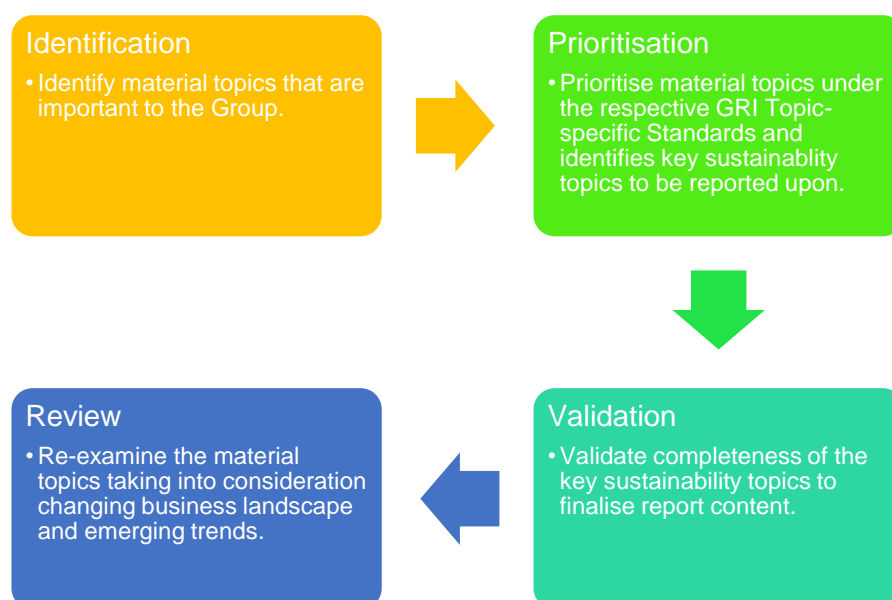 Identification
• Identify material topics that are
important to the Group.
Prioritisation
• Prioritise material topics under
the respective GRI Topic-
specific Standards and
identifies key sustainablity
topics to be reported upon.
Validation
• Validate completeness of the
key sustainability topics to
finalise report content.
Review
• Re-examine the material
topics taking into consideration
changing business landscape
and emerging trends.